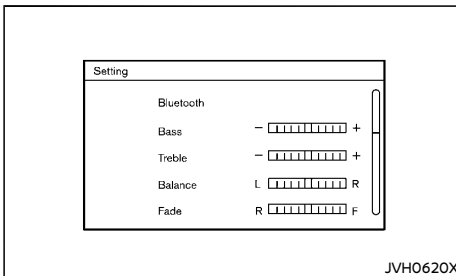 Setting
Bluetooth
Bass − +
Treble − +
Balance L R
Fade R F
JVH0620X